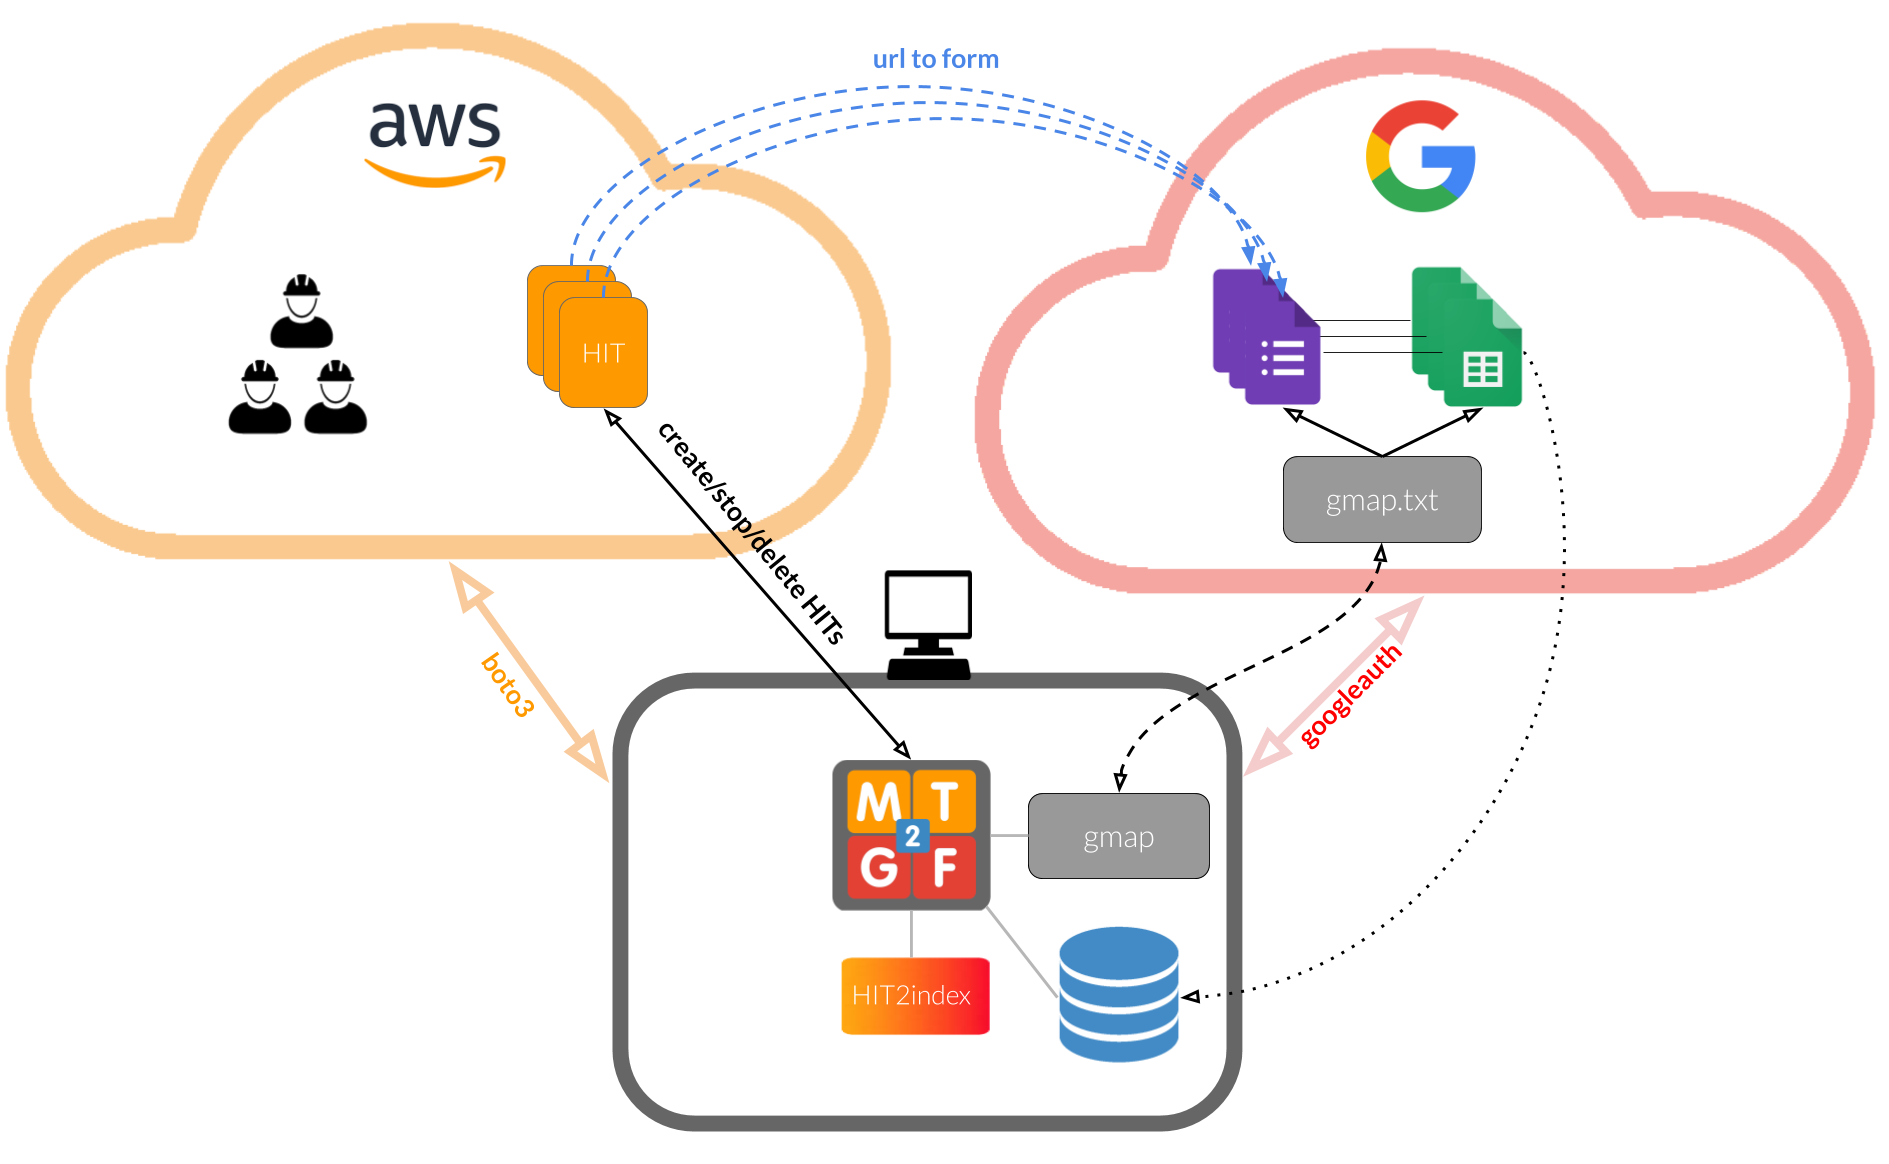 url to form
aws
G
HIT
create/stop/delete HITs
gmap.txt
boto3
googleauth
M T
2
G F
gmap
HIT2index